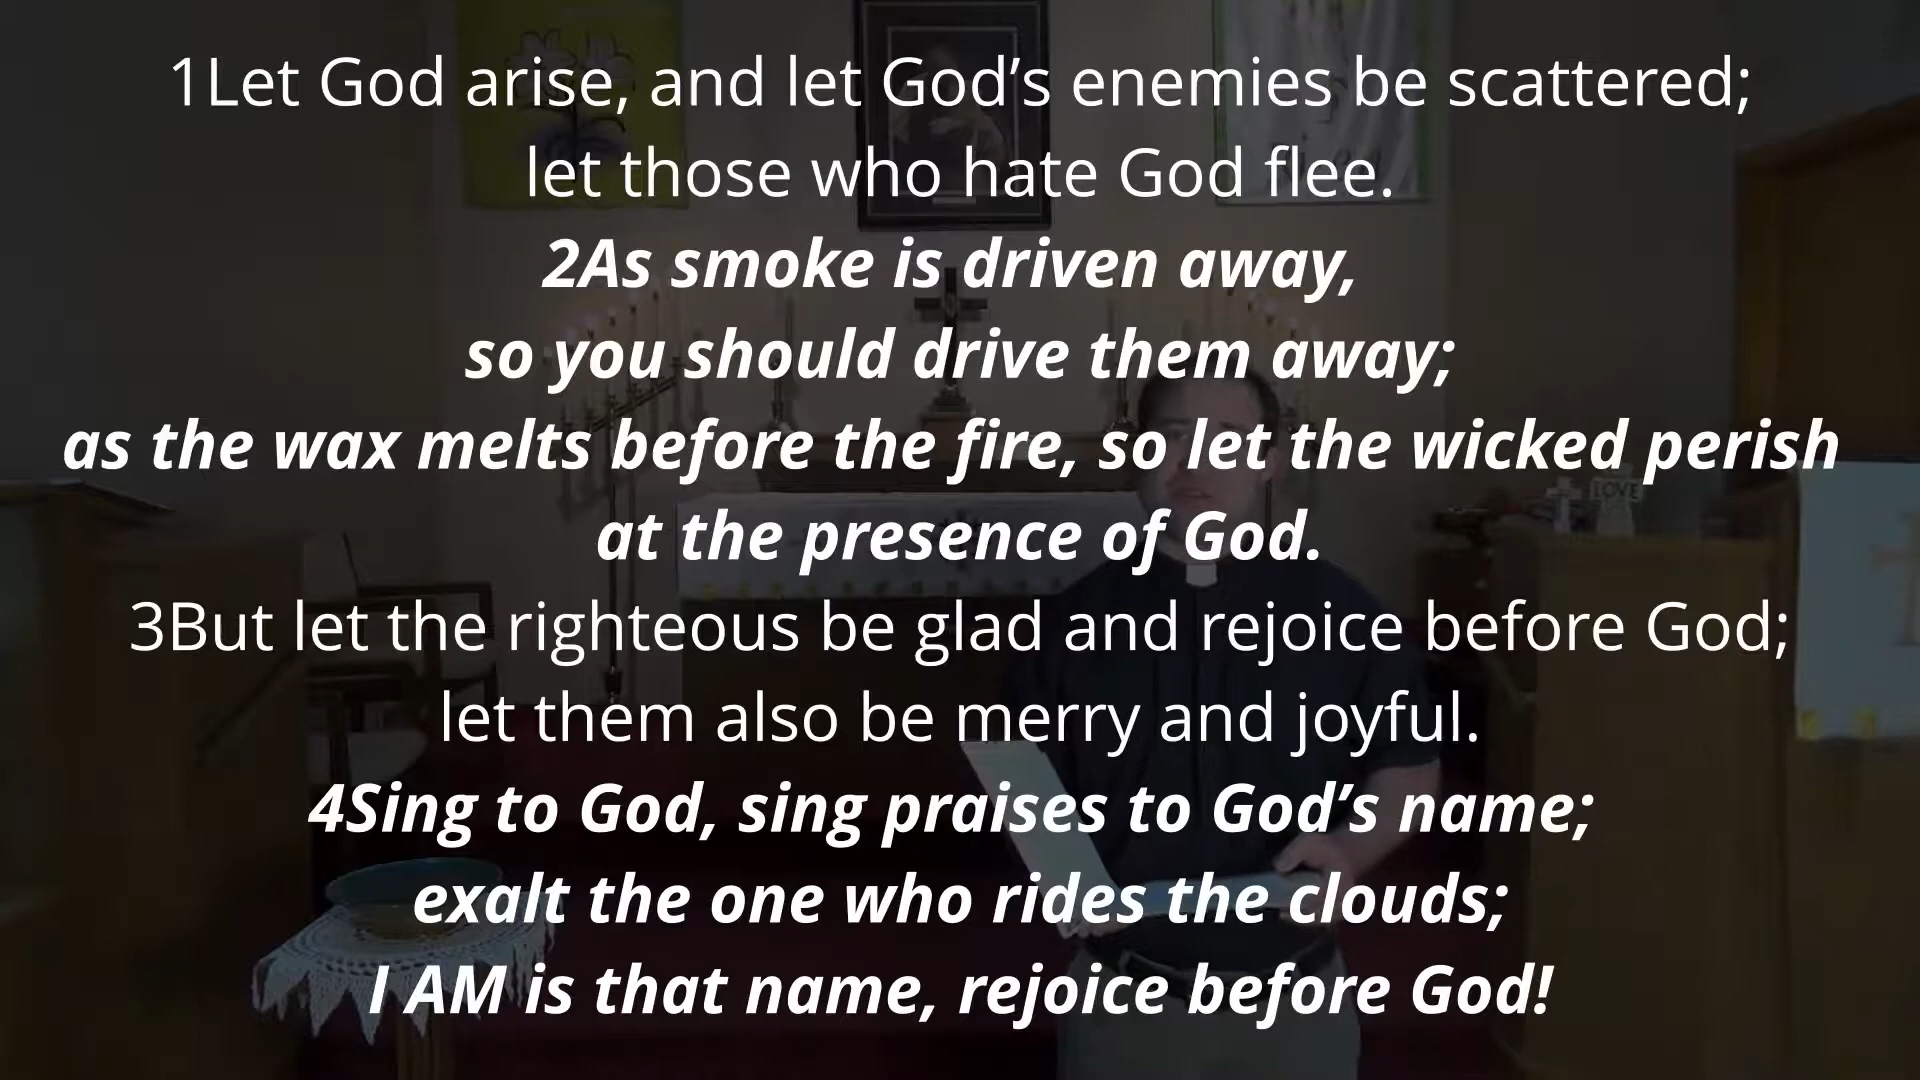 1Let God arise, and let God’s enemies be scattered;
let those who hate God flee.
2As smoke is driven away,
so you should drive them away;
as the wax melts before the fire, so let the wicked perish
at the presence of God.
3But let the righteous be glad and rejoice before God;
let them also be merry and joyful.
4Sing to God, sing praises to God’s name;
exalt the one who rides the clouds;
I AM is that name, rejoice before God!
LOVE